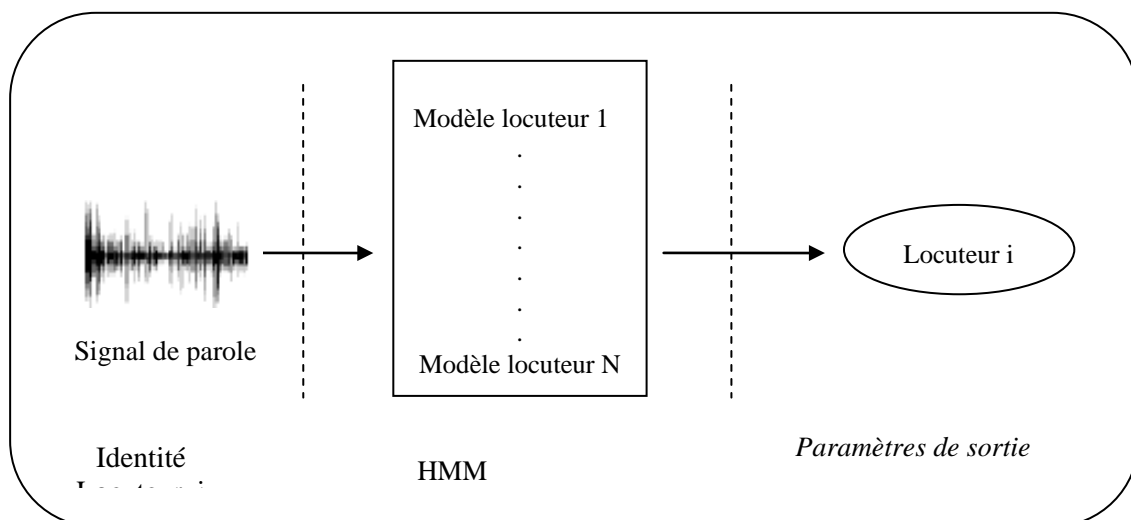 Modèle locuteur 1
Signal de parole
Modèle locuteur N
Locuteur i
Identité
HMM
Paramètres de sortie